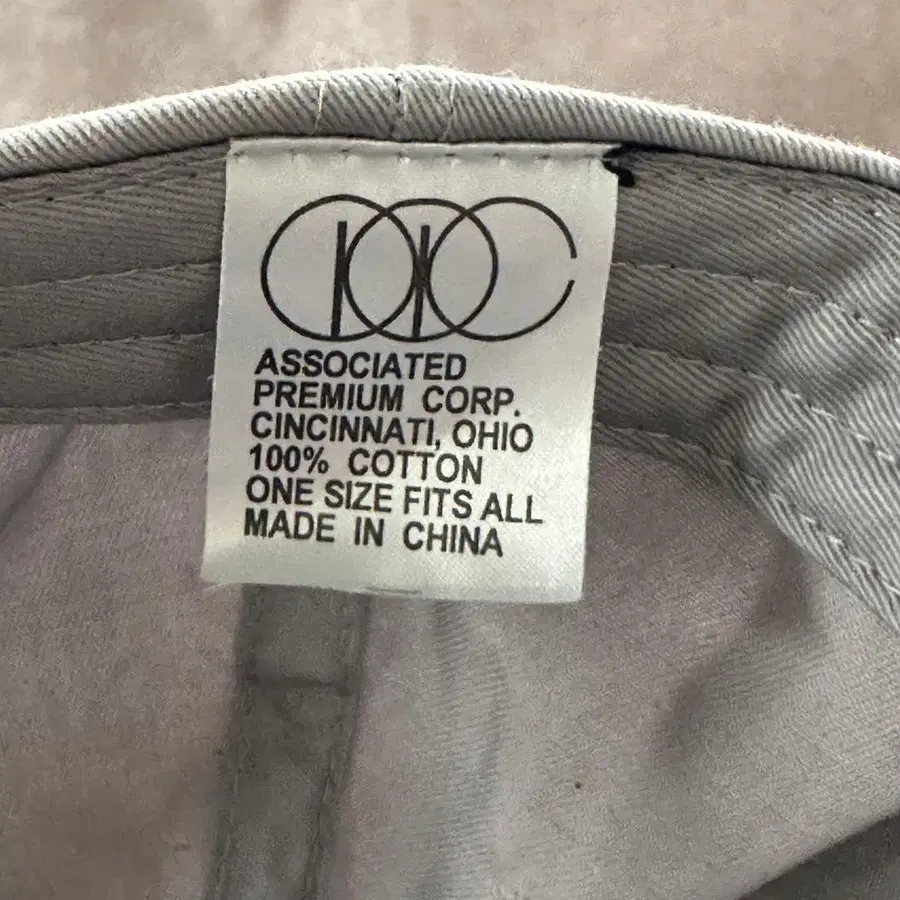 ASSOCIATED
PREMIUM CORP.
CINCINNATI, OHIO
100% COTTON
ONE SIZE FITS ALL
MADE IN CHINA